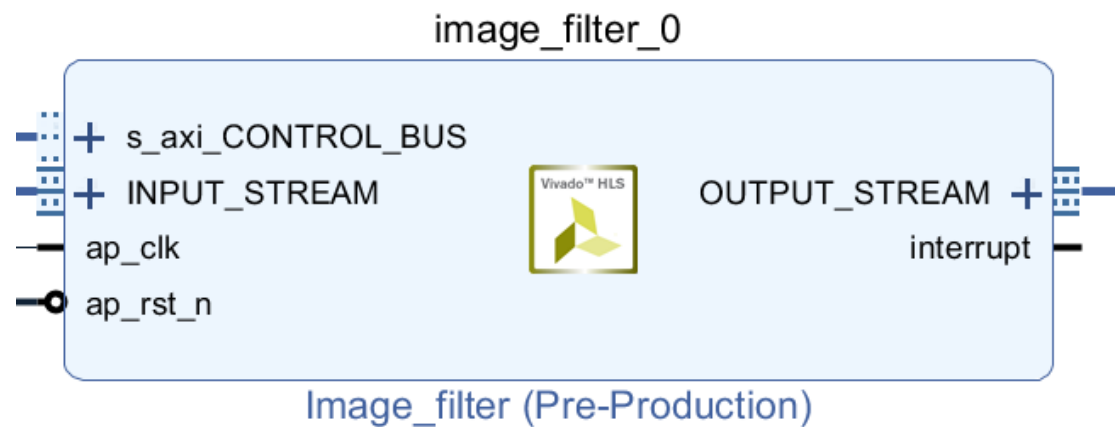 image_filter_0
s_axi_CONTROL_BUS
INPUT_STREAM
ap_clk
ap_rst_n
Vivado™ HLS
OUTPUT_STREAM
interrupt
Image_filter (Pre-Production)